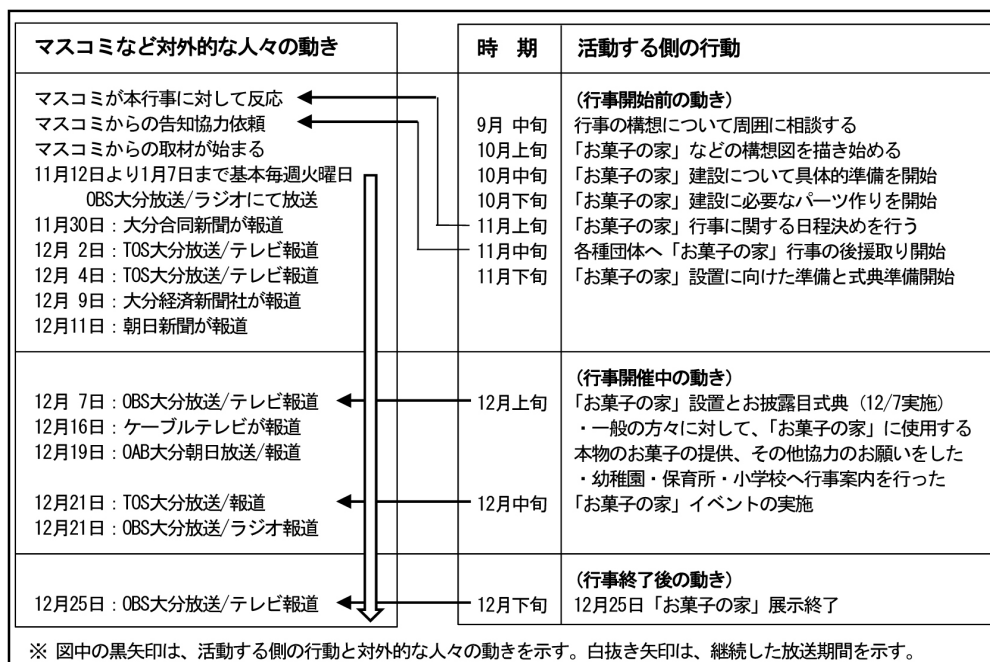 マスコミなど対外的な人々の動き
マスコミが本行事に対して反応
マスコミからの告知協力依頼
マスコミからの取材が始まる
11月12日より1月7日まで基本毎週火曜日
OBS大分放送/ラジオにて放送
11月30日：大分合同新聞が報道
12月 2日：TOS大分放送/テレビ報道
12月 4日：TOS大分放送/テレビ報道
12月 9日：大分経済新聞社が報道
12月11日：朝日新聞が報道
12月 7日：OBS大分放送/テレビ報道
12月16日：ケーブルテレビが報道
12月19日：OAB大分朝日放送/報道
12月21日：TOS大分放送/報道
12月21日：OBS大分放送/ラジオ報道
12月25日：OBS大分放送/テレビ報道
時　期　活動する側の行動
(行事開始前の動き)
9月 中旬　行事の構想について周囲に相談する
10月上旬　「お菓子の家」などの構想図を描き始める
10月中旬　「お菓子の家」建設について具体的準備を開始
10月下旬　「お菓子の家」建設に必要なパーツ作りを開始
11月上旬　「お菓子の家」行事に関する日程決めを行う
11月中旬　各種団体へ「お菓子の家」行事の後援取り開始
11月下旬　「お菓子の家」設置に向けた準備と式典準備開始
(行事開催中の動き)
12月上旬　「お菓子の家」設置とお披露目式典（12/7実施）
・一般の方々に対して、「お菓子の家」に使用する
本物のお菓子の提供、その他協力のお願いをした
・幼稚園・保育所・小学校へ行事案内を行った
12月中旬　「お菓子の家」イベントの実施
(行事終了後の動き)
12月下旬　12月25日「お菓子の家」展示終了
※ 図中の黒矢印は、活動する側の行動と対外的な人々の動きを示す。白抜き矢印は、継続した放送期間を示す。